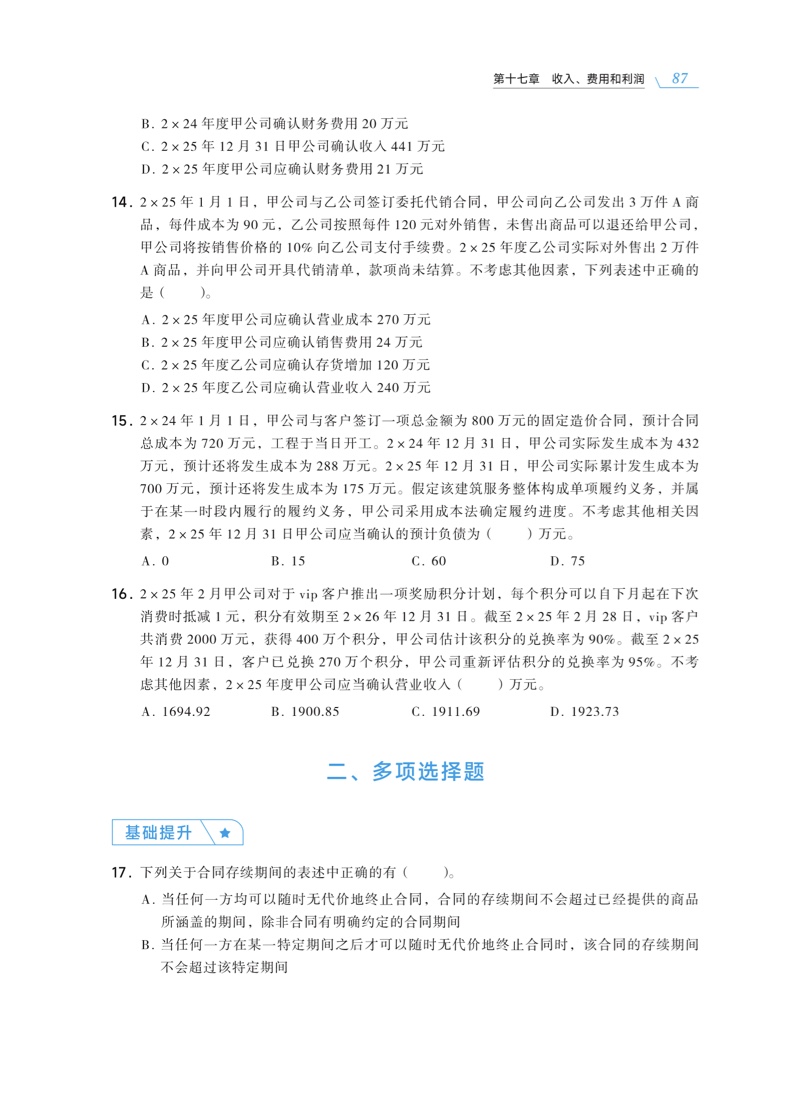 第十七章　收入、费用和利润　87
B. 2 × 24 年度甲公司确认财务费用 20 万元
C. 2 × 25 年 12 月 31 日甲公司确认收入 441 万元
D. 2 × 25 年度甲公司应确认财务费用 21 万元
14. 2 × 25 年 1 月 1 日，甲公司与乙公司签订委托代销合同，甲公司向乙公司发出 3 万件 A 商
品，每件成本为 90 元，乙公司按照每件 120 元对外销售，未售出商品可以退还给甲公司，
甲公司将按销售价格的 10% 向乙公司支付手续费。2 × 25 年度乙公司实际对外售出 2 万件
A 商品，并向甲公司开具代销清单，款项尚未结算。不考虑其他因素，下列表述中正确的
是（　　）。
A. 2 × 25 年度甲公司应确认营业成本 270 万元
B. 2 × 25 年度甲公司应确认销售费用 24 万元
C. 2 × 25 年度乙公司应确认存货增加 120 万元
D. 2 × 25 年度乙公司应确认营业收入 240 万元
15. 2 × 24 年 1 月 1 日，甲公司与客户签订一项总金额为 800 万元的固定造价合同，预计合同
总成本为 720 万元，工程于当日开工。2 × 24 年 12 月 31 日，甲公司实际发生成本为 432
万元，预计还将发生成本为 288 万元。2 × 25 年 12 月 31 日，甲公司实际累计发生成本为
700 万元，预计还将发生成本为 175 万元。假定该建筑服务整体构成单项履约义务，并属
于在某一时段内履行的履约义务，甲公司采用成本法确定履约进度。不考虑其他相关因
素，2 × 25 年 12 月 31 日甲公司应当确认的预计负债为（　　）万元。
A. 0　B. 15　C. 60　D. 75
16. 2 × 25 年 2 月甲公司对于 vip 客户推出一项奖励积分计划，每个积分可以自下月起在下次
消费时抵减 1 元，积分有效期至 2 × 26 年 12 月 31 日。截至 2 × 25 年 2 月 28 日，vip 客户
共消费 2000 万元，获得 400 万个积分，甲公司估计该积分的兑换率为 90%。截至 2 × 25
年 12 月 31 日，客户已兑换 270 万个积分，甲公司重新评估积分的兑换率为 95%。不考
虑其他因素，2 × 25 年度甲公司应当确认营业收入（　　）万元。
A. 1694.92　B. 1900.85　C. 1911.69　D. 1923.73
二、多项选择题
基础提升
17. 下列关于合同存续期间的表述中正确的有（　　）。
A. 当任何一方均可以随时无代价地终止合同，合同的存续期间不会超过已经提供的商品
所涵盖的期间，除非合同有明确约定的合同期间
B. 当任何一方在某一特定期间之后才可以随时无代价地终止合同时，该合同的存续期间
不会超过该特定期间